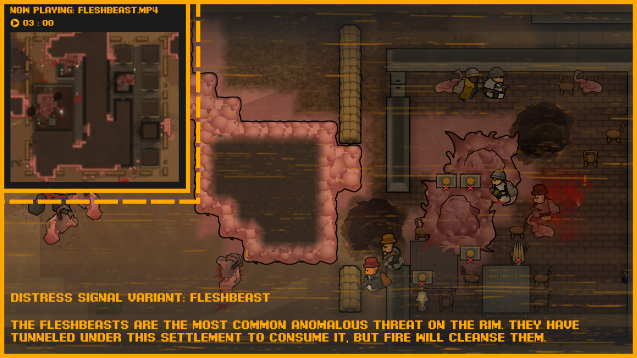 NOW PLAYING: FLESHBEAST.MP4
03 : 00
DISTRESS SIGNAL VARIANT: FLESHBEAST
THE FLESHBEASTS ARE THE MOST COMMON ANOMALOUS THREAT ON THE RIM. THEY HAVE
TUNNELED UNDER THIS SETTLEMENT TO CONSUME IT, BUT FIRE WILL CLEANSE THEM.